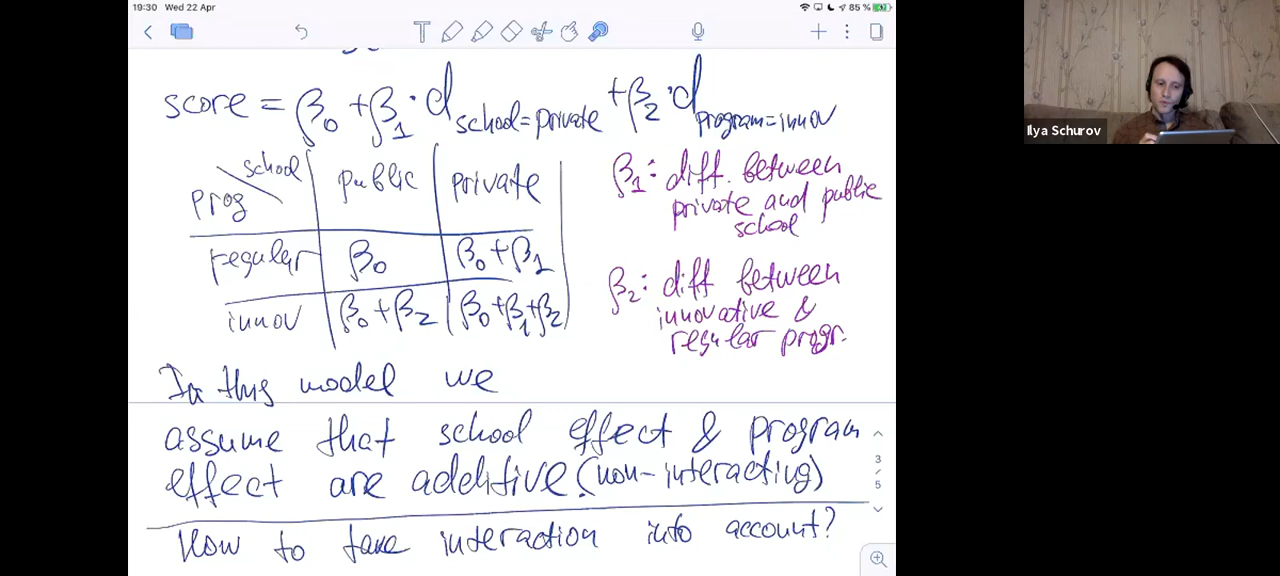 19:30 Wed 22 Apr
85 %
score = β₀ + β₁ · d school=private + β₂ · d program=innov
school
prog
public
private
regular
β₀
β₀ + β₁
innov
β₀ + β₂
β₀ + β₁ + β₂
β₁: diff. between
private and public
school
β₂: diff between
innovative &
regular progr.
In this model we
assume that school effect & program
effect are additive (non-interacting)
How to take interaction into account?
3
5
Ilya Schurov